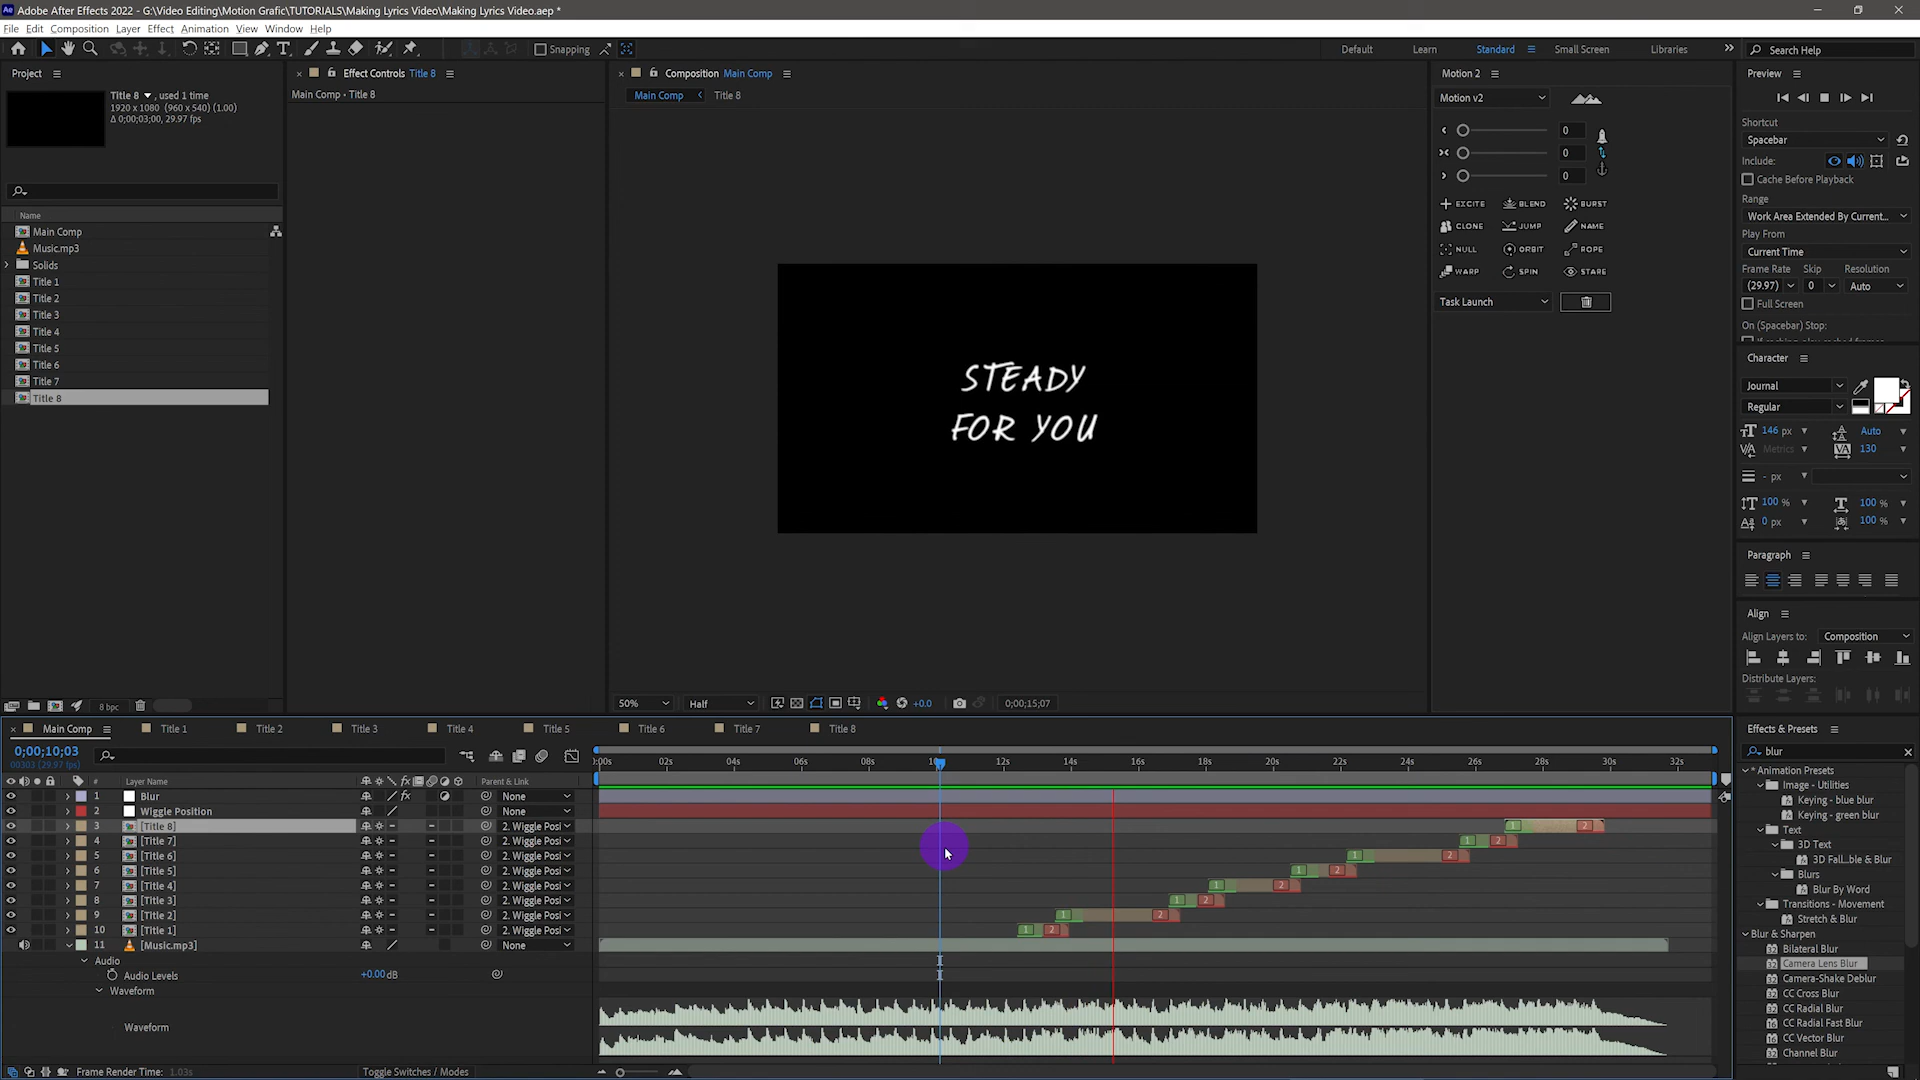 Adobe After Effects 2022 - G:\Video Editing\Motion Grafic\TUTORIALS\Making Lyrics Video\Making Lyrics Video.aep *
File Edit Composition Layer Effect Animation View Window Help
Snapping
Default Learn Standard Small Screen Libraries
Search Help
Project
Title 8 , used 1 time
1920 x 1080 (960 x 540) (1.00)
Δ 0;00;03;00, 29.97 fps
Name
Main Comp
Music.mp3
Solids
Title 1
Title 2
Title 3
Title 4
Title 5
Title 6
Title 7
Title 8
8 bpc
Effect Controls Title 8
Main Comp • Title 8
Composition Main Comp
Main Comp Title 8
STEADY
FOR YOU
50% Half +0.0 0;00;15;07
Motion 2
Motion v2
0
0
0
EXCITE BLEND BURST
CLONE JUMP NAME
NULL ORBIT ROPE
WARP SPIN STARE
Task Launch
Preview
Shortcut
Spacebar
Include:
Cache Before Playback
Range
Work Area Extended By Current...
Play From
Current Time
Frame Rate Skip Resolution
(29.97) 0 Auto
Full Screen
On (Spacebar) Stop:
Character
Journal
Regular
146 px Auto
Metrics 130
- px
100 % 100 %
0 px 100 %
Paragraph
Align
Align Layers to: Composition
Distribute Layers:
Effects & Presets
blur
* Animation Presets
Image - Utilities
Keying - blue blur
Keying - green blur
Text
3D Text
3D Fall...ble & Blur
Blurs
Blur By Word
Transitions - Movement
Stretch & Blur
Blur & Sharpen
Bilateral Blur
Camera Lens Blur
Camera-Shake Deblur
CC Cross Blur
CC Radial Blur
CC Radial Fast Blur
CC Vector Blur
Channel Blur
Main Comp Title 1 Title 2 Title 3 Title 4 Title 5 Title 6 Title 7 Title 8
0;00;10;03
00303 (29.97 fps)
:00s 02s 04s 06s 08s 10s 12s 14s 16s 18s 20s 22s 24s 26s 28s 30s 32s
# Layer Name Parent & Link
1 Blur None
2 Wiggle Position None
3 [Title 8] 2. Wiggle Posi 1 2
4 [Title 7] 2. Wiggle Posi 1 2
5 [Title 6] 2. Wiggle Posi 1 2
6 [Title 5] 2. Wiggle Posi 1 2
7 [Title 4] 2. Wiggle Posi 1 2
8 [Title 3] 2. Wiggle Posi 1 2
9 [Title 2] 2. Wiggle Posi 1 2
10 [Title 1] 2. Wiggle Posi 1 2
11 [Music.mp3] None
Audio
Audio Levels +0.00 dB
Waveform
Waveform
Frame Render Time: 1.03s Toggle Switches / Modes